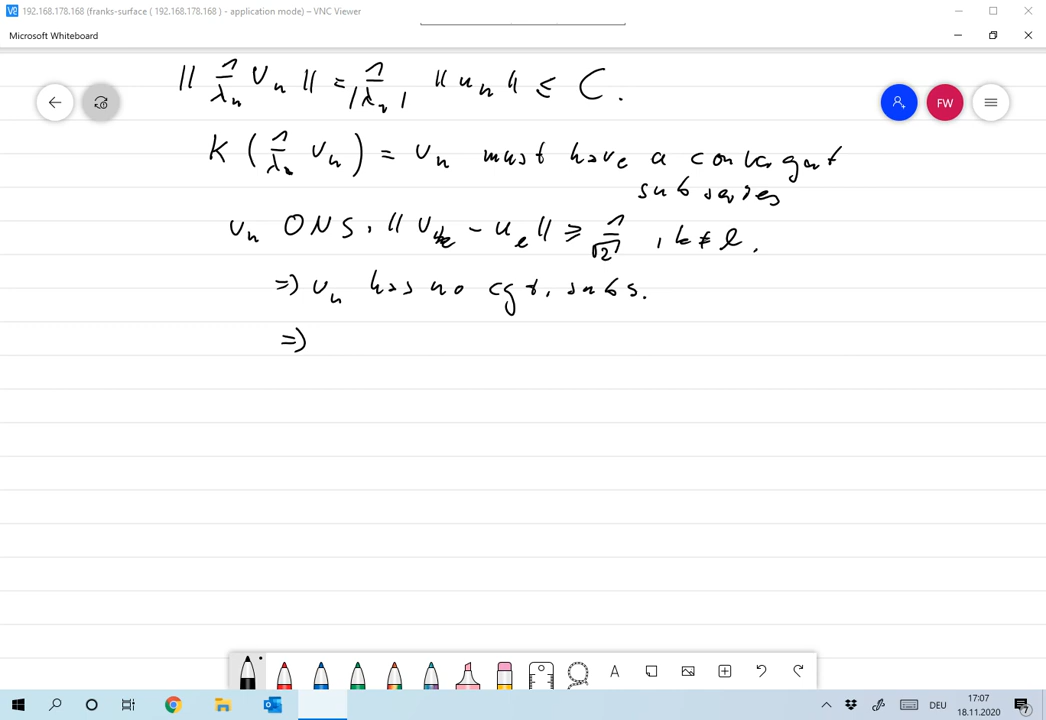 192.168.178.168 (franks-surface ( 192.168.178.168 ) - application mode) – VNC Viewer
Microsoft Whiteboard
|| 1/λn Un || = 1/|λn| || un || ≤ C.
FW
K ( 1/λn Un ) = Un must have a convergent
subseries
Un ONS, || Uk - ul || ≥ 1/√2 , k ≠ l.
=> Un has no cgt. subs.
=>
A
DEU
17:07
18.11.2020
7